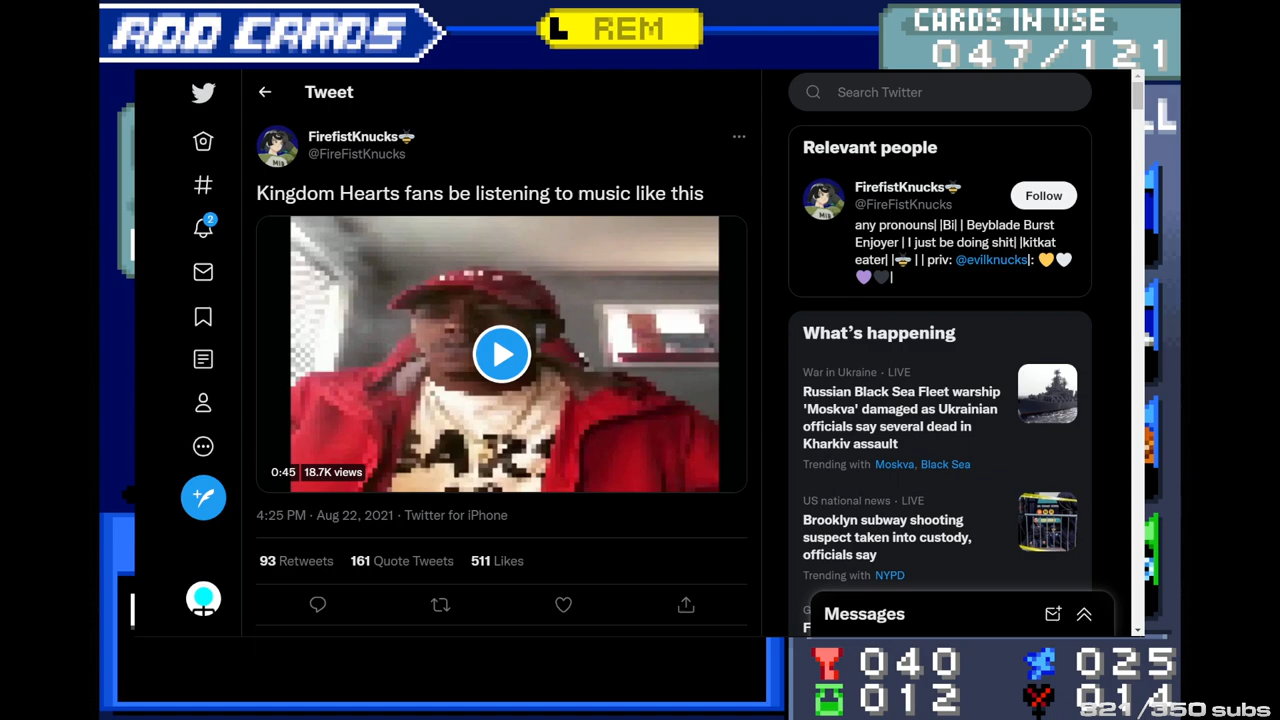 ADD CARDS
L REM
CARDS IN USE
047/121
Tweet
FirefistKnucks🐝
@FireFistKnucks
Mis
Kingdom Hearts fans be listening to music like this
0:45 18.7K views
4:25 PM · Aug 22, 2021 · Twitter for iPhone
93 Retweets 161 Quote Tweets 511 Likes
2
Search Twitter
Relevant people
FirefistKnucks🐝
@FireFistKnucks
Follow
Mis
any pronouns| |Bi| | Beyblade Burst
Enjoyer | I just be doing shit| |kitkat
eater| |🐝 | | priv: @evilknucks|: 💛🤍
💜🖤|
What's happening
War in Ukraine · LIVE
Russian Black Sea Fleet warship
'Moskva' damaged as Ukrainian
officials say several dead in
Kharkiv assault
Trending with Moskva, Black Sea
US national news · LIVE
Brooklyn subway shooting
suspect taken into custody,
officials say
Trending with NYPD
Messages
040 025
012 014
321/350 subs